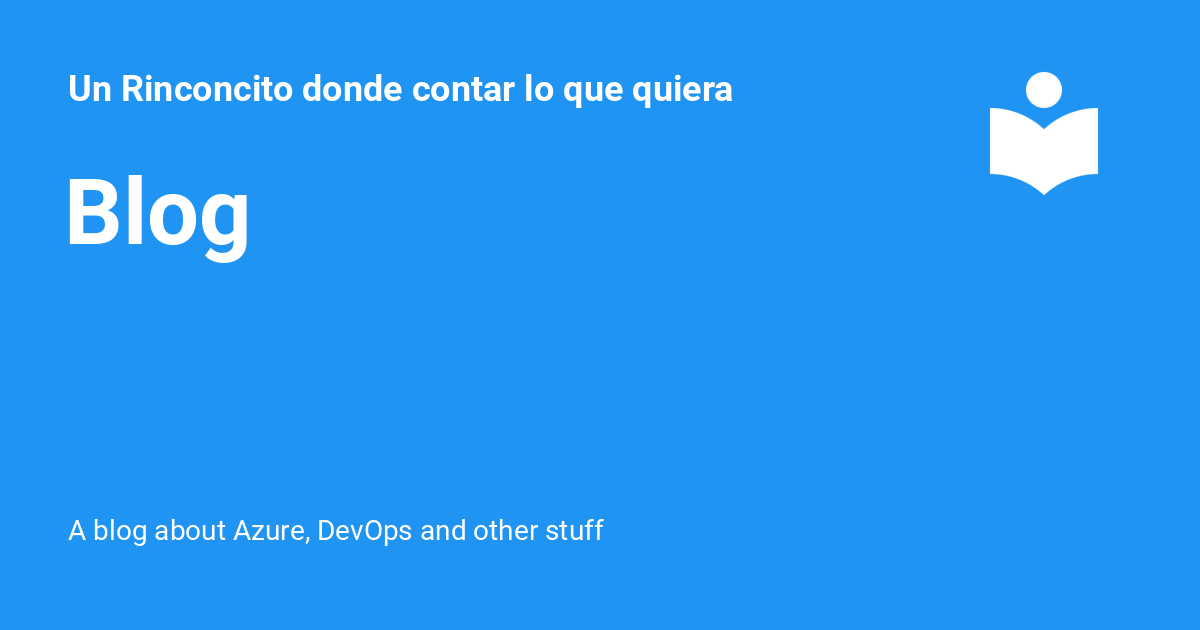 Un Rinconcito donde contar lo que quiera
Blog
A blog about Azure, DevOps and other stuff